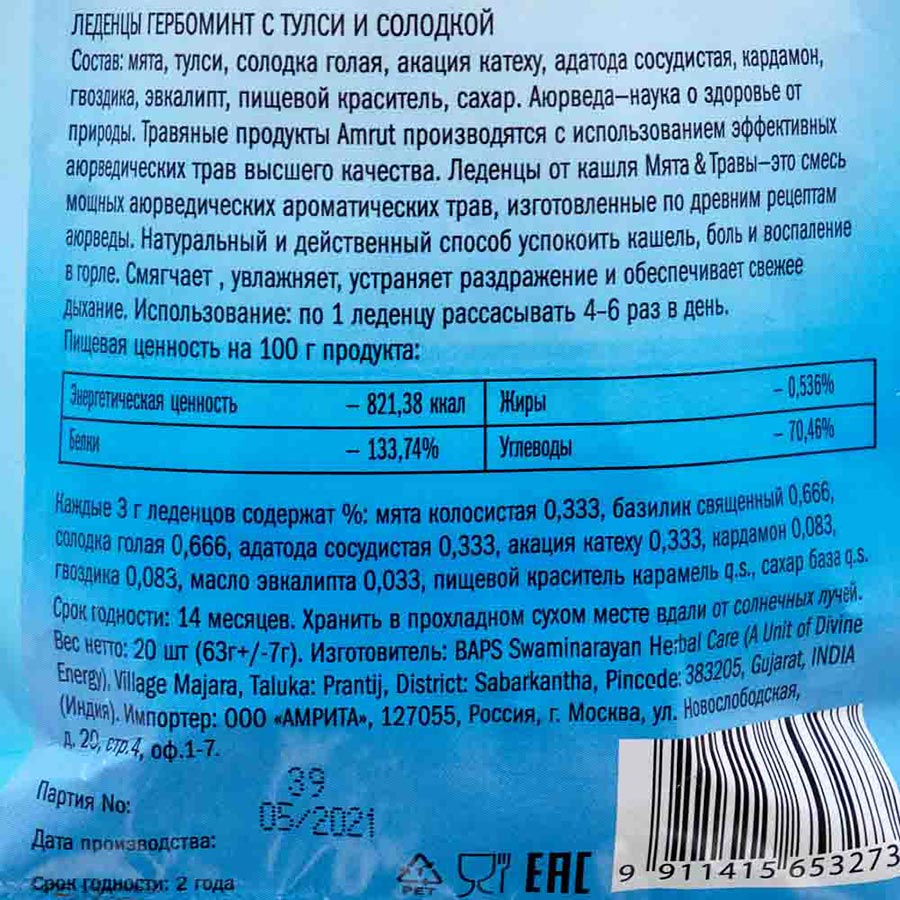 ЛЕДЕНЦЫ ГЕРБОМИНТ С ТУЛСИ И СОЛОДКОЙ
Состав: мята, тулси, солодка голая, акация катеху, адатода сосудистая, кардамон,
гвоздика, эвкалипт, пищевой краситель, сахар. Аюрведа–наука о здоровье от
природы. Травяные продукты Amrut производятся с использованием эффективных
аюрведических трав высшего качества. Леденцы от кашля Мята & Травы–это смесь
мощных аюрведических ароматических трав, изготовленные по древним рецептам
аюрведы. Натуральный и действенный способ успокоить кашель, боль и воспаление
в горле. Смягчает , увлажняет, устраняет раздражение и обеспечивает свежее
дыхание. Использование: по 1 леденцу рассасывать 4–6 раз в день.
Пищевая ценность на 100 г продукта:
Энергетическая ценность – 821,38 ккал Жиры – 0,536%
Белки – 133,74% Углеводы – 70,46%
Каждые 3 г леденцов содержат %: мята колосистая 0,333, базилик священный 0,666,
солодка голая 0,666, адатода сосудистая 0,333, акация катеху 0,333, кардамон 0,083,
гвоздика 0,083, масло эвкалипта 0,033, пищевой краситель карамель q.s., сахар база q.s.
Срок годности: 14 месяцев. Хранить в прохладном сухом месте вдали от солнечных лучей.
Вес нетто: 20 шт (63г+/-7г). Изготовитель: BAPS Swaminarayan Herbal Care (A Unit of Divine
Energy), Village Majara, Taluka: Prantij, District: Sabarkantha, Pincode: 383205, Gujarat, INDIA
(Индия). Импортер: ООО «АМРИТА», 127055, Россия, г. Москва, ул. Новослободская,
д. 20, стр.4, оф.1-7.
Партия No: 39
05/2021
Дата производства:
Срок годности: 2 года
PET
EAC
9 911415 653273